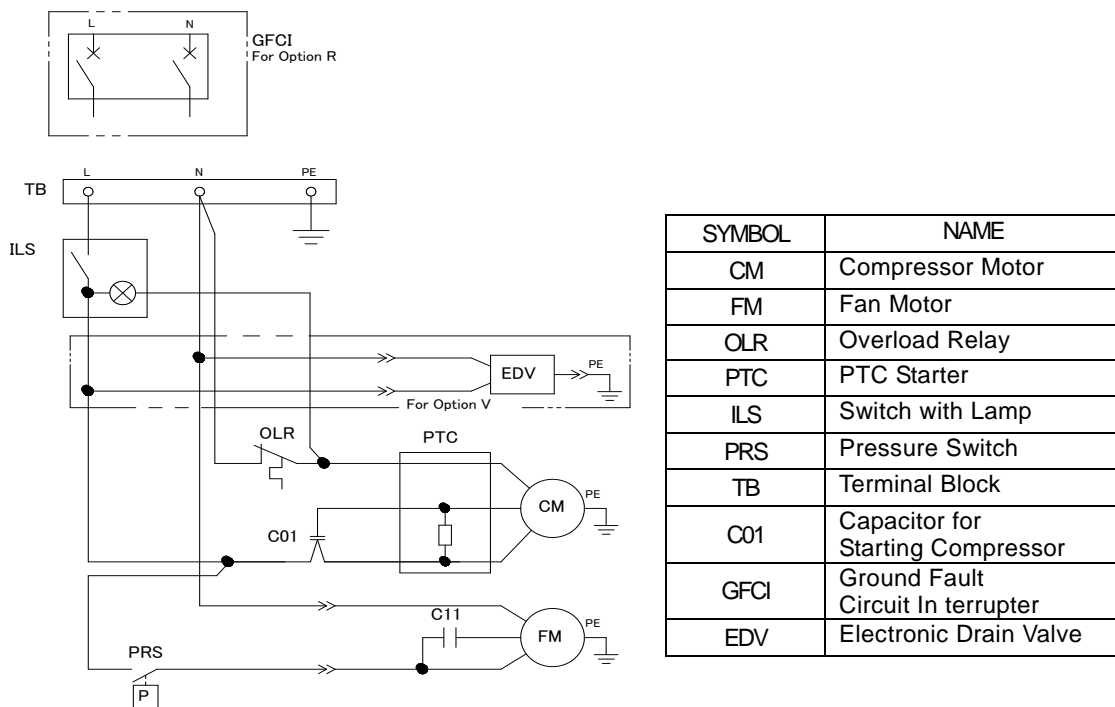 L N
GFCI
For Option R
L N PE
TB
ILS
EDV PE
For Option V
OLR PTC
CM PE
C01
C11
FM PE
PRS
P
SYMBOL NAME
CM Compressor Motor
FM Fan Motor
OLR Overload Relay
PTC PTC Starter
ILS Switch with Lamp
PRS Pressure Switch
TB Terminal Block
C01 Capacitor for
Starting Compressor
GFCI Ground Fault
Circuit In terrupter
EDV Electronic Drain Valve